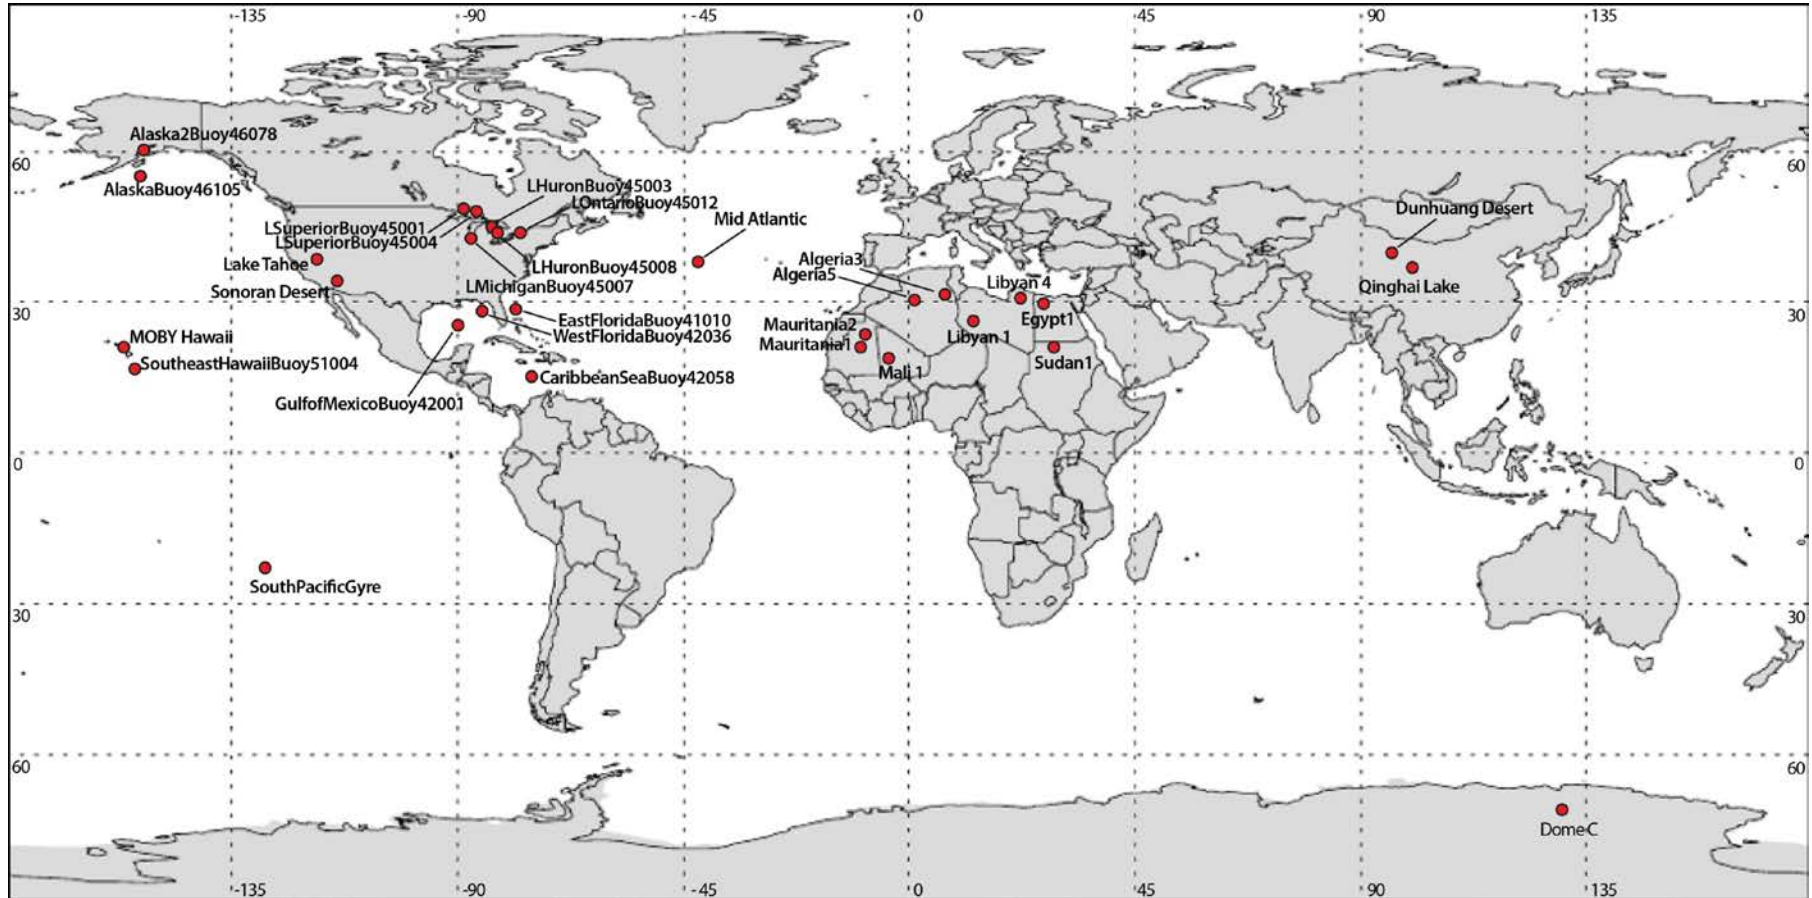 -135 -90 -45 0 45 90 135
Alaska2Buoy46078
60 60
AlaskaBuoy46105
LHuronBuoy45003
LOntarioBuoy45012
Mid Atlantic
Dunhuang Desert
LSuperiorBuoy45001
LSuperiorBuoy45004
Lake Tahoe
LHuronBuoy45008
Algeria3
Algeria5
Libyan 4
Qinghai Lake
Sonoran Desert
LMichiganBuoy45007
30 30
EastFloridaBuoy41010
Egypt1
Mauritania2
MOBY Hawaii
WestFloridaBuoy42036
Libyan 1
Mauritania1
SoutheastHawaiiBuoy51004
Sudan1
Mali 1
CaribbeanSeaBuoy42058
GulfofMexicoBuoy42001
0 0
SouthPacificGyre
30 30
60 60
Dome C
-135 -90 -45 0 45 90 135